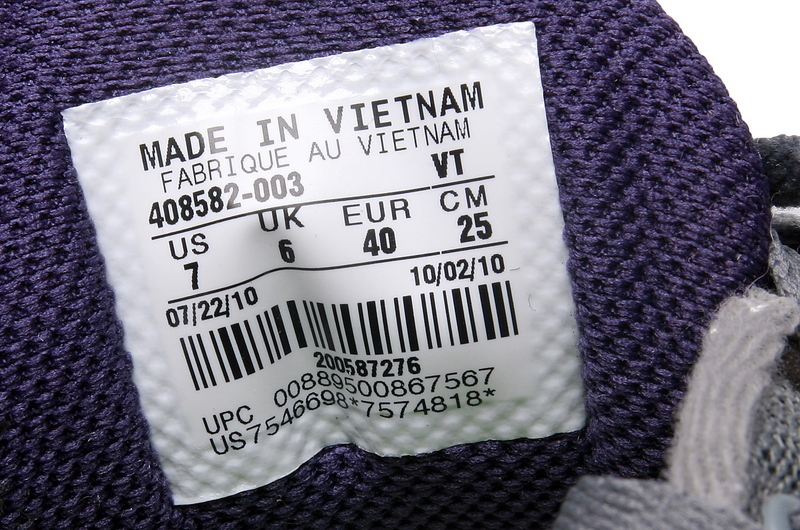 MADE IN VIETNAM
FABRIQUE AU VIETNAM
408582-003 VT
US UK EUR CM
7 6 40 25
07/22/10 10/02/10
200587276
UPC 00889500867567
US7546698*7574818*